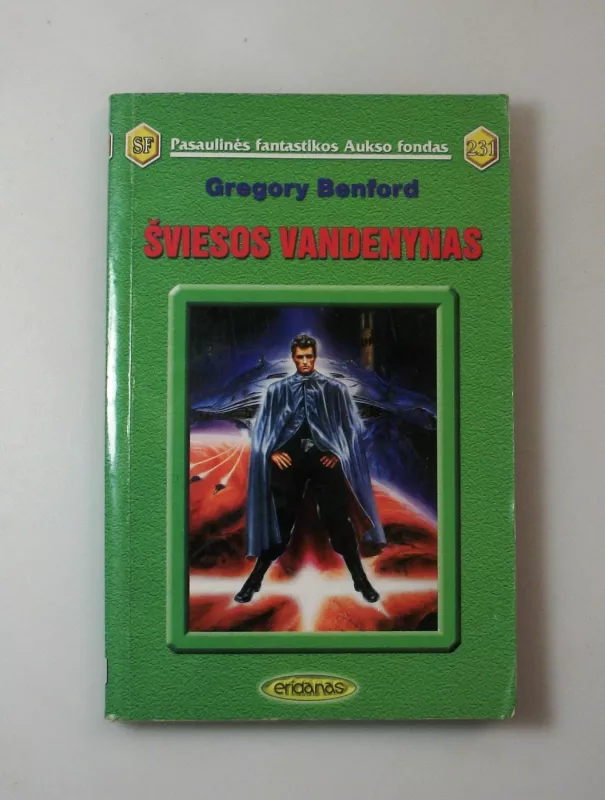 SF Pasaulinės fantastikos Aukso fondas 231
Gregory Benford
ŠVIESOS VANDENYNAS
eridanas